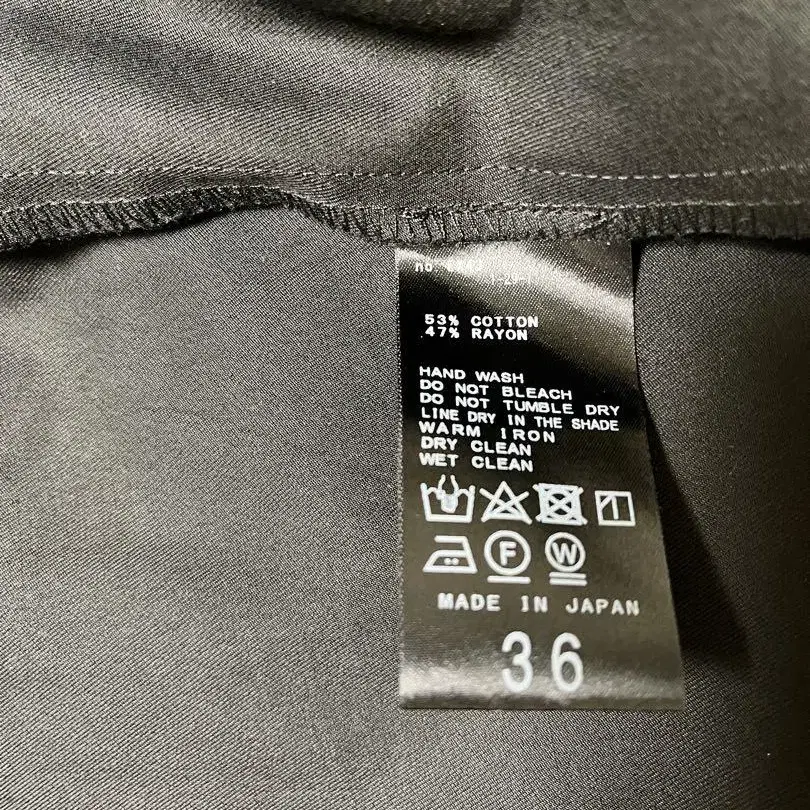 no
53% COTTON
47% RAYON
HAND WASH
DO NOT BLEACH
DO NOT TUMBLE DRY
LINE DRY IN THE SHADE
WARM IRON
DRY CLEAN
WET CLEAN
F W
MADE IN JAPAN
36